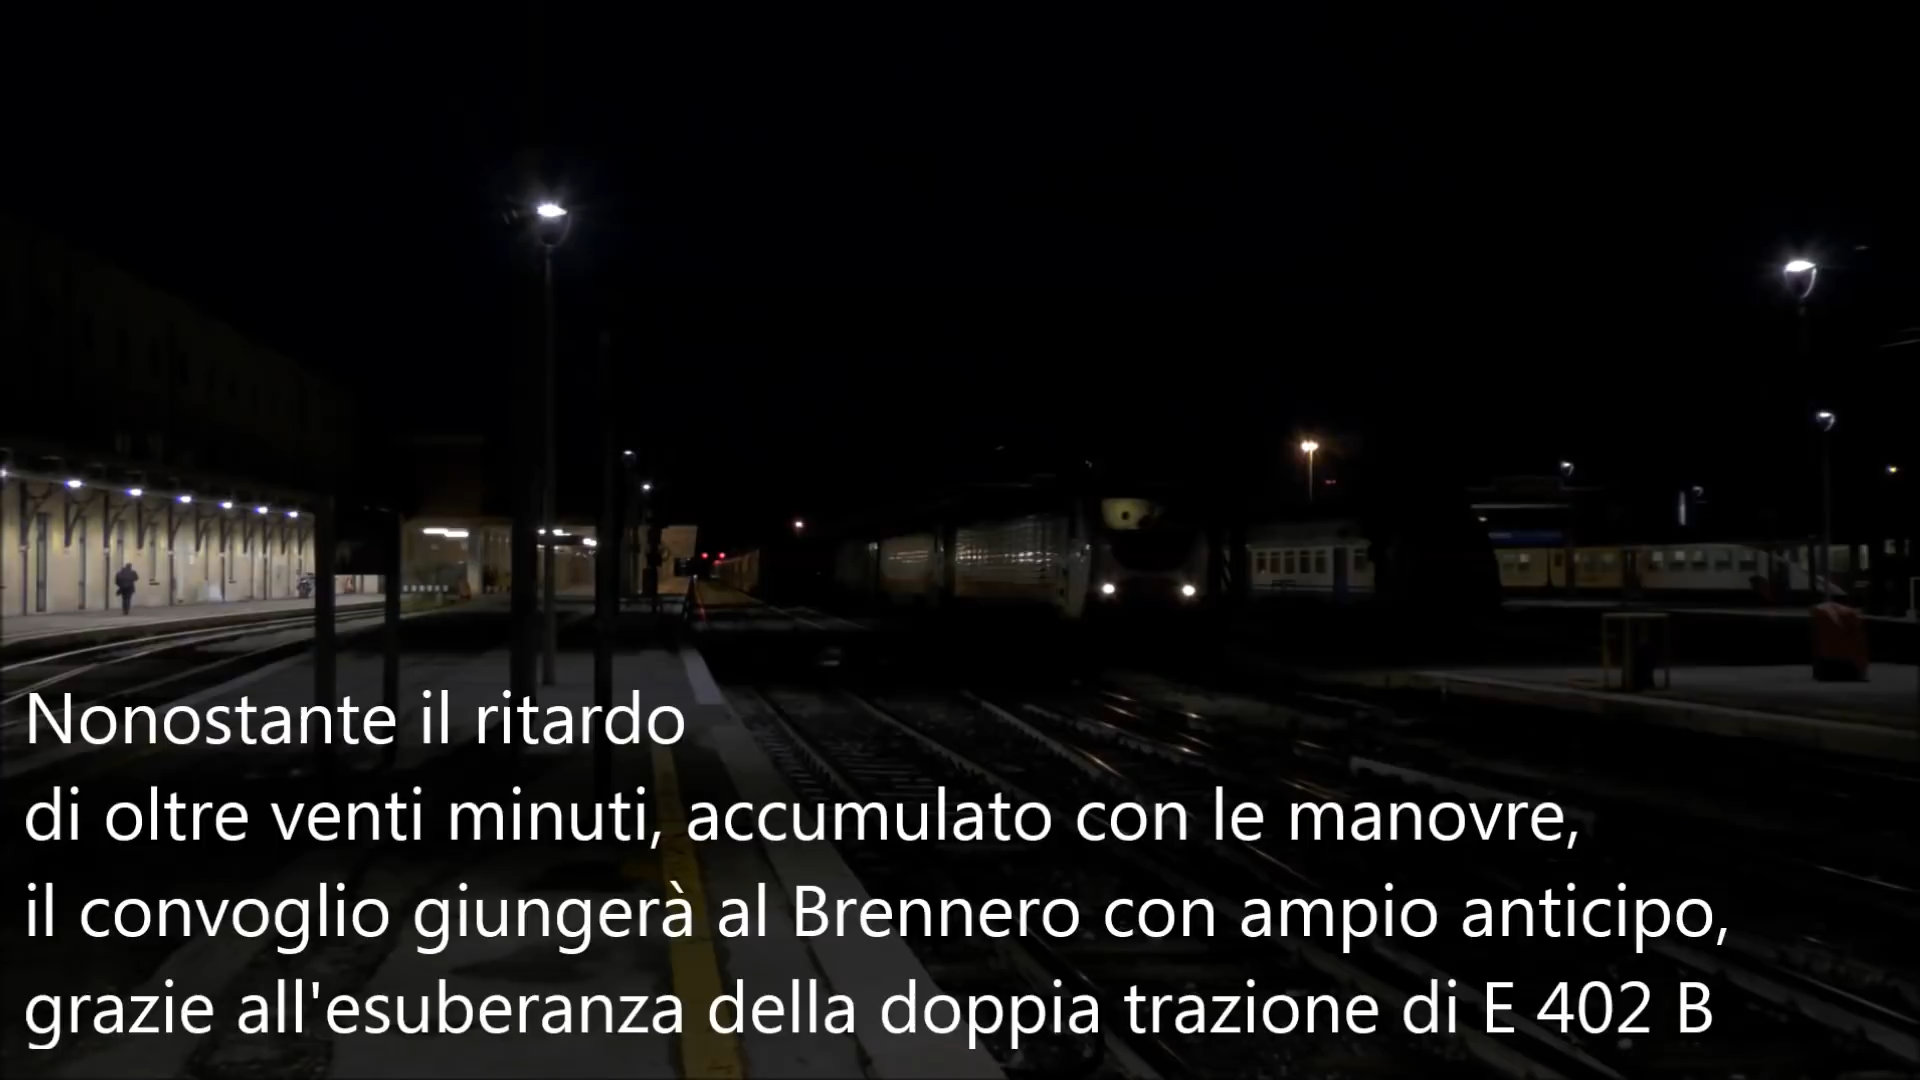 Nonostante il ritardo
di oltre venti minuti, accumulato con le manovre,
il convoglio giungerà al Brennero con ampio anticipo,
grazie all'esuberanza della doppia trazione di E 402 B